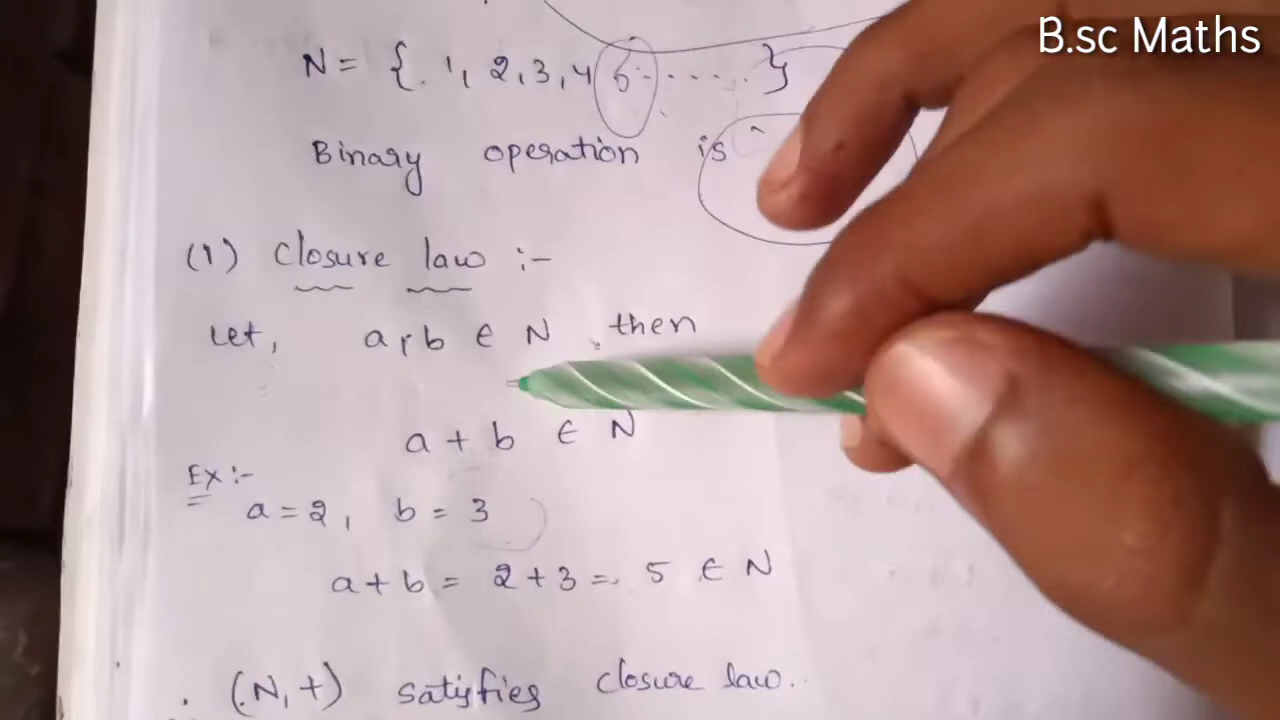 B.sc Maths
N = { 1, 2, 3, 4 5 ..... }
Binary operation is
(1) Closure law :-
Let, a, b ∈ N, then
a + b ∈ N
Ex :-
a = 2, b = 3
a + b = 2 + 3 = 5 ∈ N
(N, +) satisfies closure law.